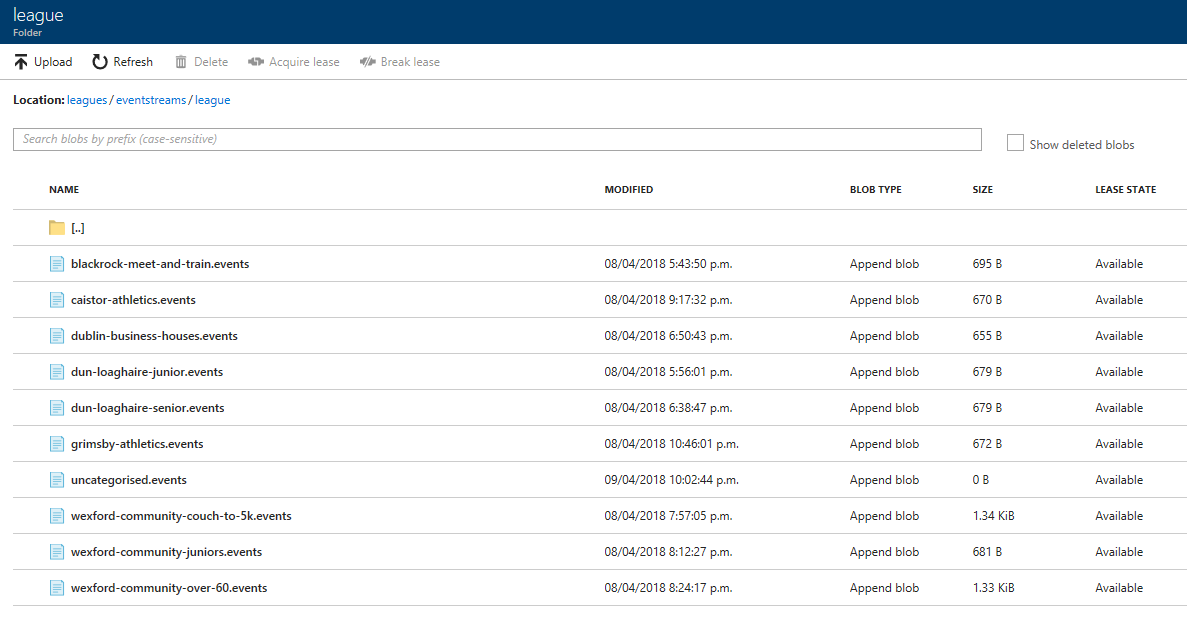 league
Folder
Upload Refresh Delete Acquire lease Break lease
Location: leagues / eventstreams / league
Search blobs by prefix (case-sensitive) Show deleted blobs
NAME MODIFIED BLOB TYPE SIZE LEASE STATE
[..]
blackrock-meet-and-train.events 08/04/2018 5:43:50 p.m. Append blob 695 B Available
caistor-athletics.events 08/04/2018 9:17:32 p.m. Append blob 670 B Available
dublin-business-houses.events 08/04/2018 6:50:43 p.m. Append blob 655 B Available
dun-loaghaire-junior.events 08/04/2018 5:56:01 p.m. Append blob 679 B Available
dun-loaghaire-senior.events 08/04/2018 6:38:47 p.m. Append blob 679 B Available
grimsby-athletics.events 08/04/2018 10:46:01 p.m. Append blob 672 B Available
uncategorised.events 09/04/2018 10:02:44 p.m. Append blob 0 B Available
wexford-community-couch-to-5k.events 08/04/2018 7:57:05 p.m. Append blob 1.34 KiB Available
wexford-community-juniors.events 08/04/2018 8:12:27 p.m. Append blob 681 B Available
wexford-community-over-60.events 08/04/2018 8:24:17 p.m. Append blob 1.33 KiB Available